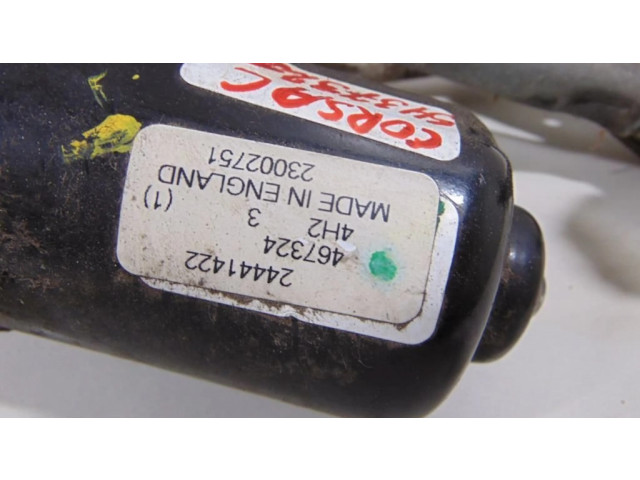 24441422
467324 3
4H2 (1)
MADE IN ENGLAND
23002751
CORSA C